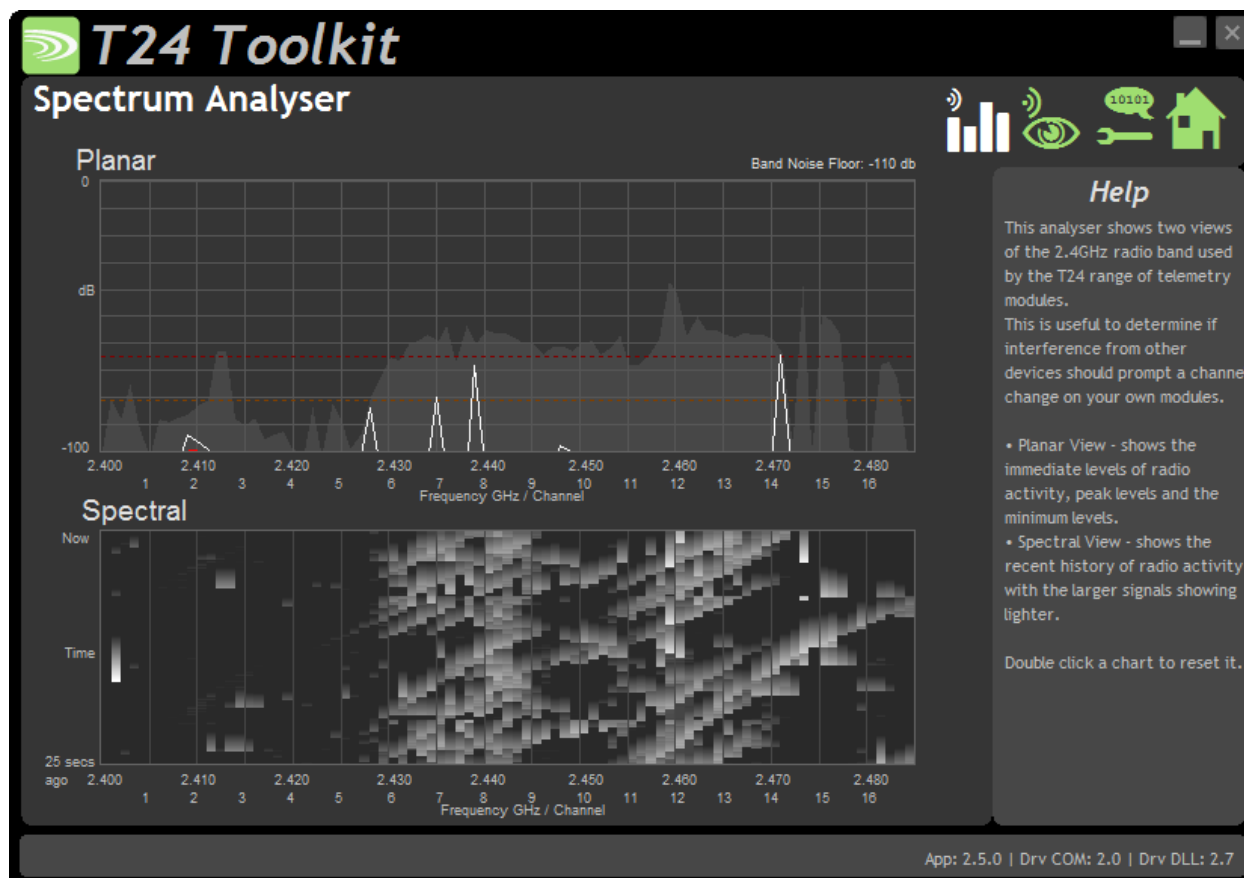 T24 Toolkit
Spectrum Analyser
10101
Planar
Band Noise Floor: -110 db
0
dB
-100
2.400 2.410 2.420 2.430 2.440 2.450 2.460 2.470 2.480
1 2 3 4 5 6 7 8 9 10 11 12 13 14 15 16
Frequency GHz / Channel
Spectral
Now
Time
25 secs
ago
2.400 2.410 2.420 2.430 2.440 2.450 2.460 2.470 2.480
1 2 3 4 5 6 7 8 9 10 11 12 13 14 15 16
Frequency GHz / Channel
Help
This analyser shows two views
of the 2.4GHz radio band used
by the T24 range of telemetry
modules.
This is useful to determine if
interference from other
devices should prompt a channe
change on your own modules.
• Planar View - shows the
immediate levels of radio
activity, peak levels and the
minimum levels.
• Spectral View - shows the
recent history of radio activity
with the larger signals showing
lighter.
Double click a chart to reset it.
App: 2.5.0 | Drv COM: 2.0 | Drv DLL: 2.7